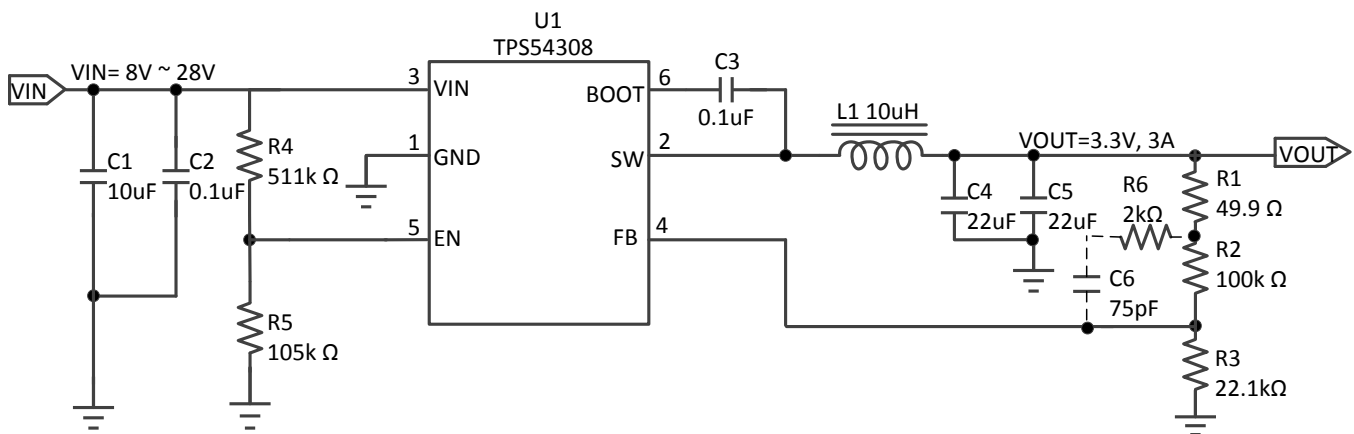 U1
TPS54308
VIN
VIN= 8V ~ 28V
3
VIN
BOOT
6
C3
0.1uF
L1 10uH
VOUT=3.3V, 3A
VOUT
C1
10uF
C2
0.1uF
R4
511k Ω
1
GND
SW
2
C4
22uF
C5
22uF
R6
2kΩ
R1
49.9 Ω
5
EN
FB
4
R2
100k Ω
C6
75pF
R5
105k Ω
R3
22.1kΩ